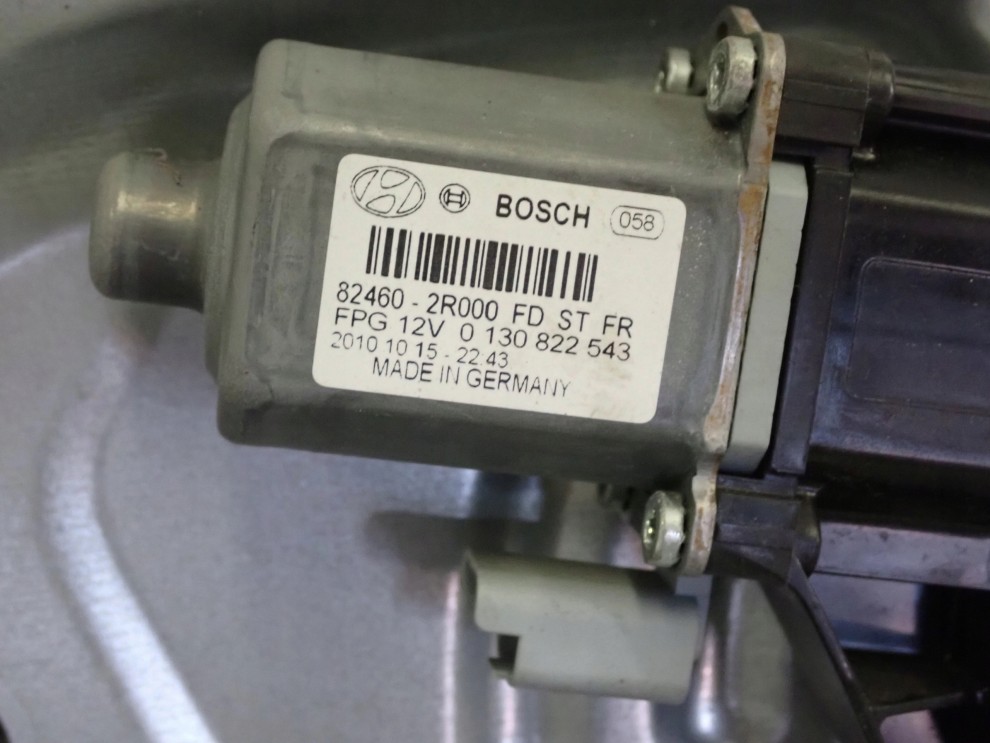 BOSCH 058
82460 - 2R000 FD ST FR
FPG 12V 0 130 822 543
2010 10 15 - 22:43
MADE IN GERMANY